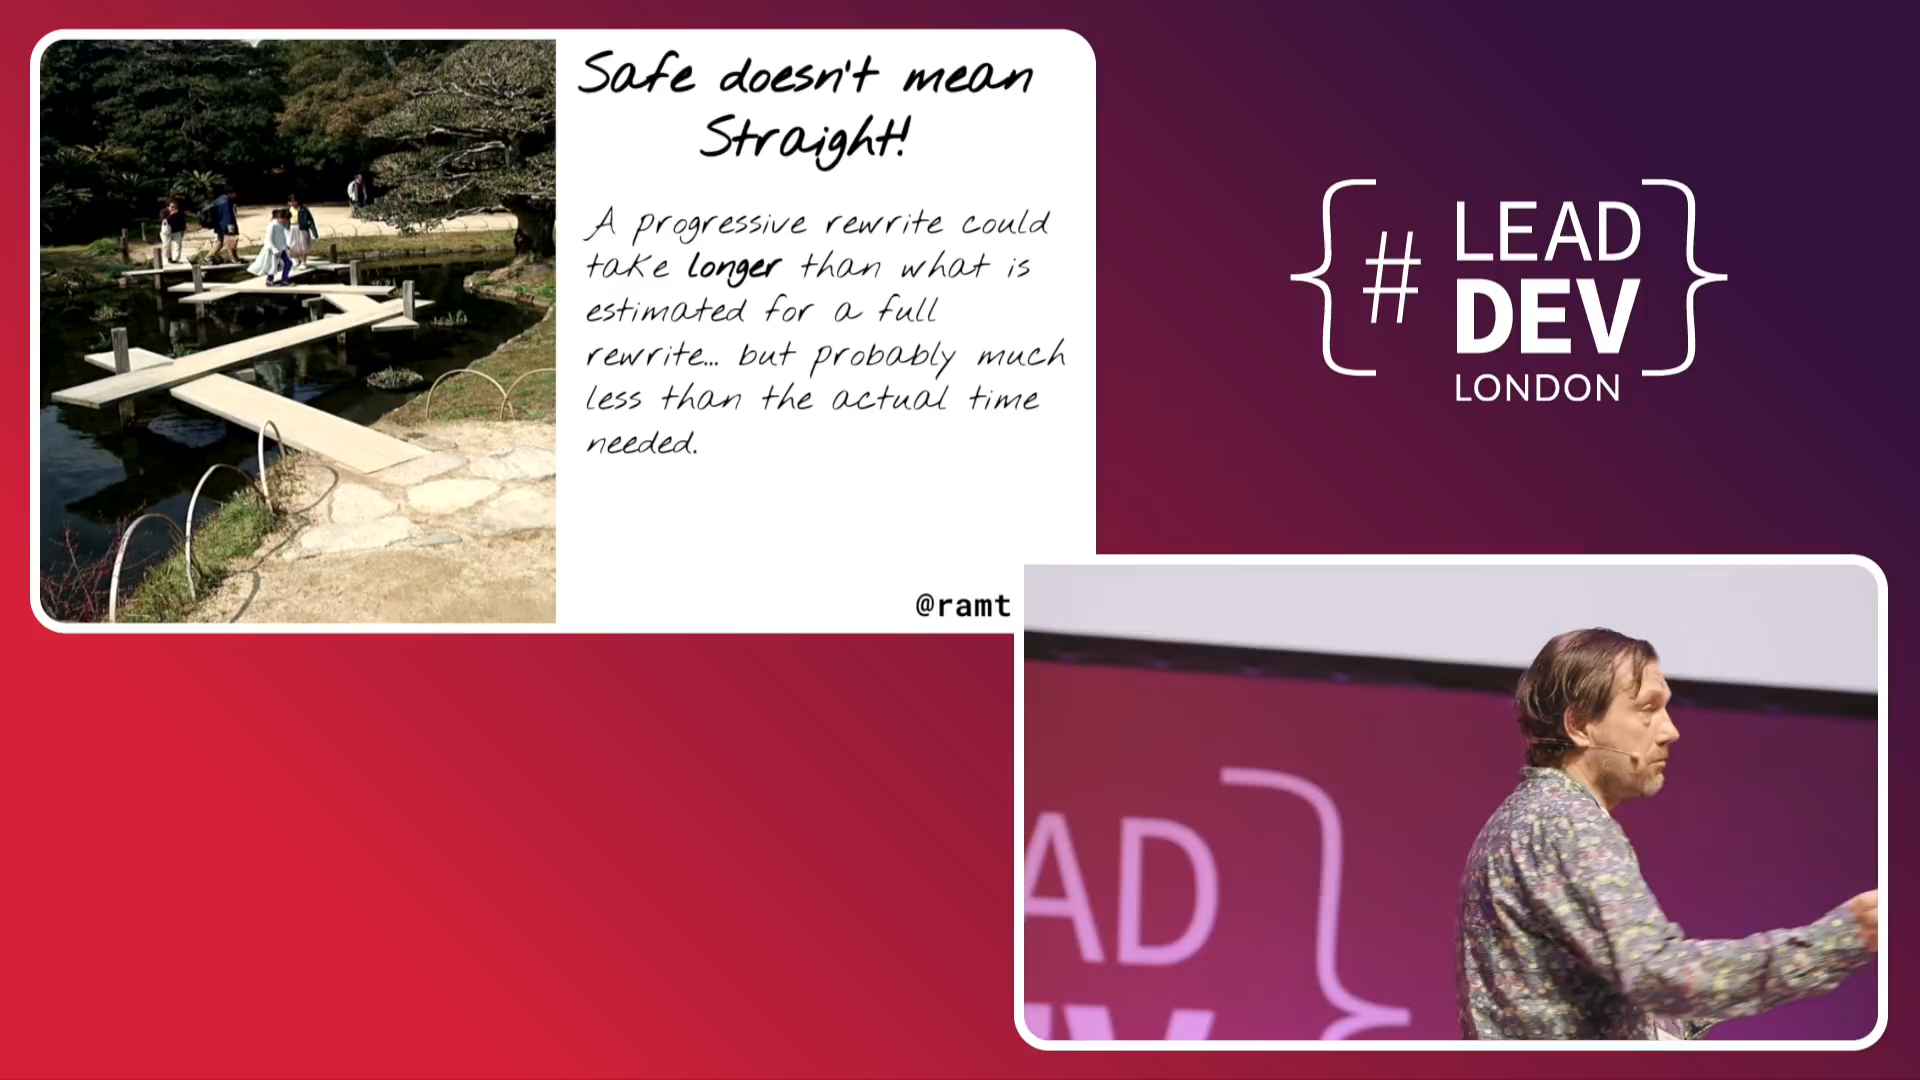 Safe doesn't mean
Straight!
A progressive rewrite could
take longer than what is
estimated for a full
rewrite... but probably much
less than the actual time
needed.
@ramt
{# LEAD
DEV}
LONDON
AD